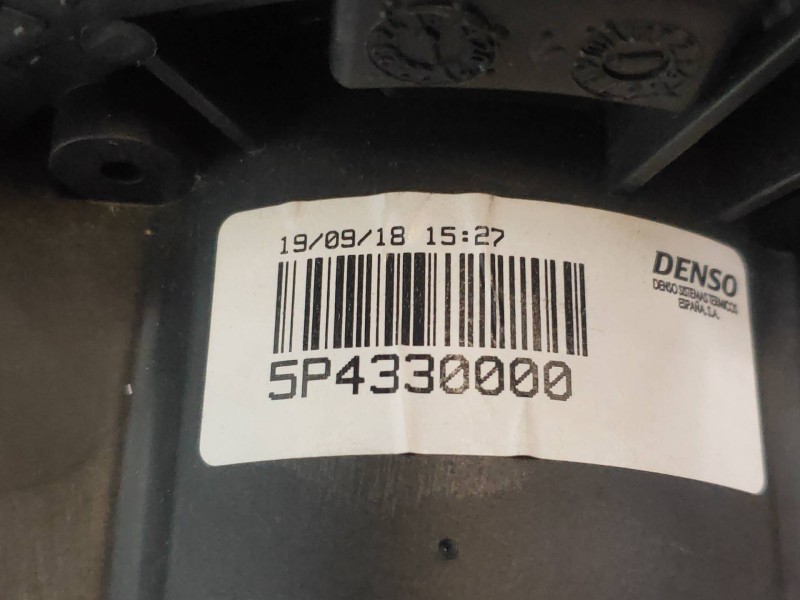 19/09/18 15:27
5P4330000
DENSO
DENSO SISTEMAS TERMICOS
ESPAÑA, S.A.